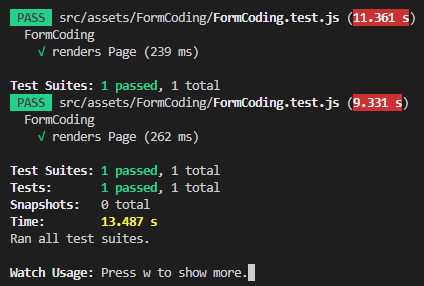 PASS src/assets/FormCoding/FormCoding.test.js (11.361 s)
FormCoding
√ renders Page (239 ms)
Test Suites: 1 passed, 1 total
PASS src/assets/FormCoding/FormCoding.test.js (9.331 s)
FormCoding
√ renders Page (262 ms)
Test Suites: 1 passed, 1 total
Tests: 1 passed, 1 total
Snapshots: 0 total
Time: 13.487 s
Ran all test suites.
Watch Usage: Press w to show more.